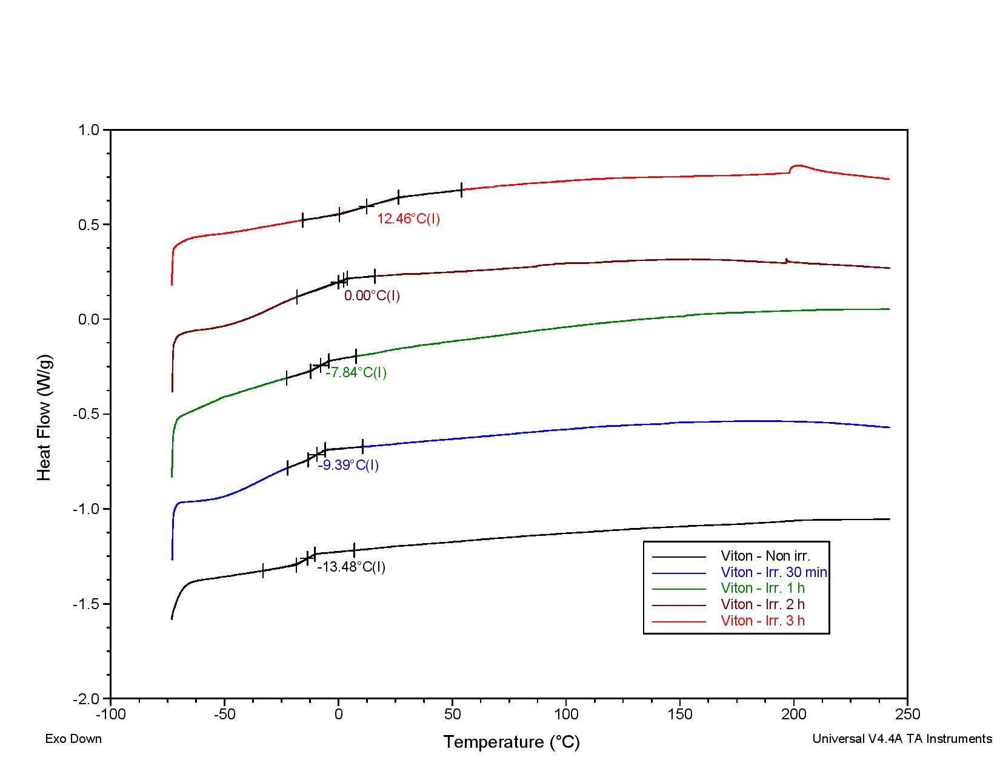 1.0
0.5
0.0
-0.5
-1.0
-1.5
-2.0
Heat Flow (W/g)
12.46°C(I)
0.00°C(I)
-7.84°C(I)
-9.39°C(I)
-13.48°C(I)
Viton - Non irr.
Viton - Irr. 30 min
Viton - Irr. 1 h
Viton - Irr. 2 h
Viton - Irr. 3 h
-100 -50 0 50 100 150 200 250
Exo Down
Temperature (°C)
Universal V4.4A TA Instruments